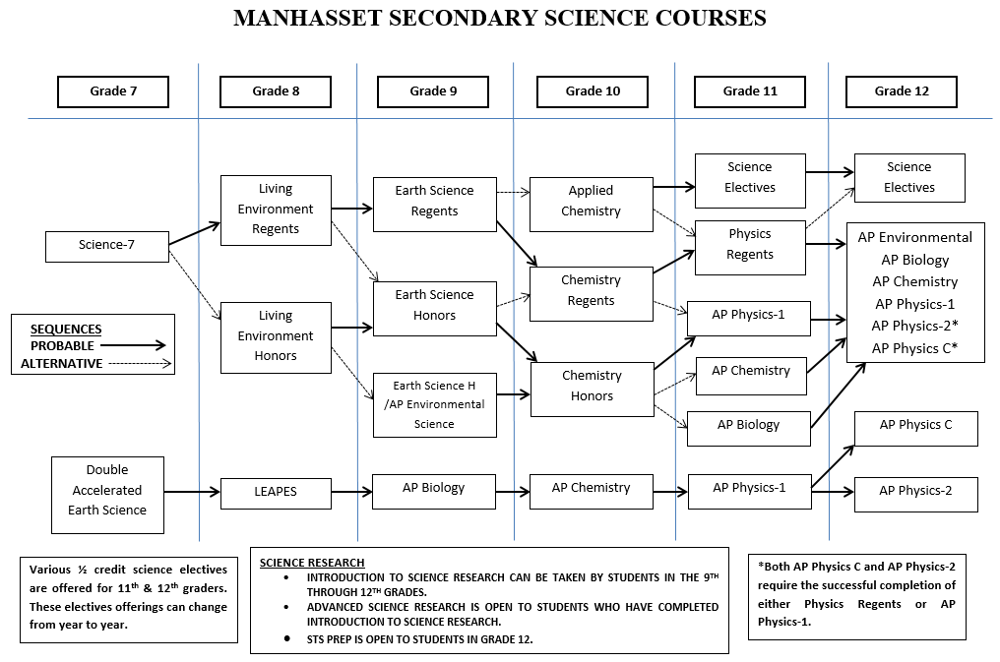 MANHASSET SECONDARY SCIENCE COURSES
Grade 7
Grade 8
Grade 9
Grade 10
Grade 11
Grade 12
Science-7
SEQUENCES
PROBABLE
ALTERNATIVE
Double
Accelerated
Earth Science
Living
Environment
Regents
Living
Environment
Honors
LEAPES
Earth Science
Regents
Earth Science
Honors
Earth Science H
/AP Environmental
Science
AP Biology
Applied
Chemistry
Chemistry
Regents
Chemistry
Honors
AP Chemistry
Science
Electives
Physics
Regents
AP Physics-1
AP Chemistry
AP Biology
AP Physics-1
Science
Electives
AP Environmental
AP Biology
AP Chemistry
AP Physics-1
AP Physics-2*
AP Physics C*
AP Physics C
AP Physics-2
Various ½ credit science electives
are offered for 11th & 12th graders.
These electives offerings can change
from year to year.
SCIENCE RESEARCH
• INTRODUCTION TO SCIENCE RESEARCH CAN BE TAKEN BY STUDENTS IN THE 9TH
THROUGH 12TH GRADES.
• ADVANCED SCIENCE RESEARCH IS OPEN TO STUDENTS WHO HAVE COMPLETED
INTRODUCTION TO SCIENCE RESEARCH.
• STS PREP IS OPEN TO STUDENTS IN GRADE 12.
*Both AP Physics C and AP Physics-2
require the successful completion of
either Physics Regents or AP
Physics-1.